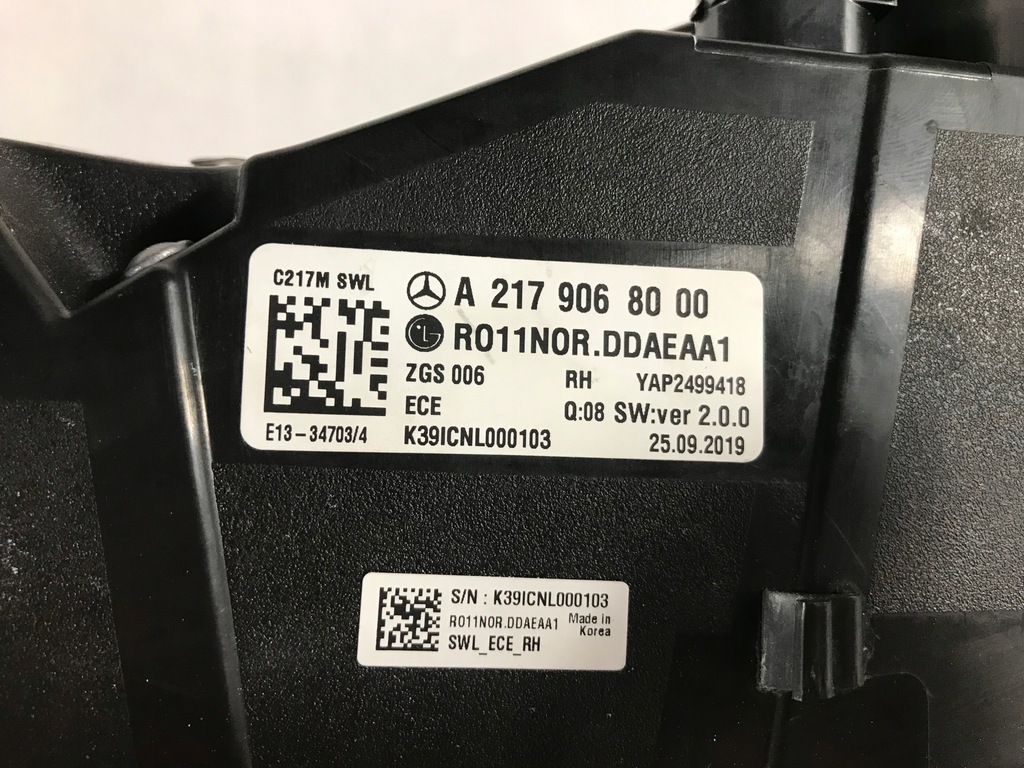 C217M SWL
A 217 906 80 00
LG RO11NOR.DDAEAA1
ZGS 006 RH YAP2499418
ECE Q:08 SW:ver 2.0.0
E13-34703/4 K39ICNL000103 25.09.2019
S/N : K39ICNL000103
RO11NOR.DDAEAA1 Made in Korea
SWL_ECE_RH